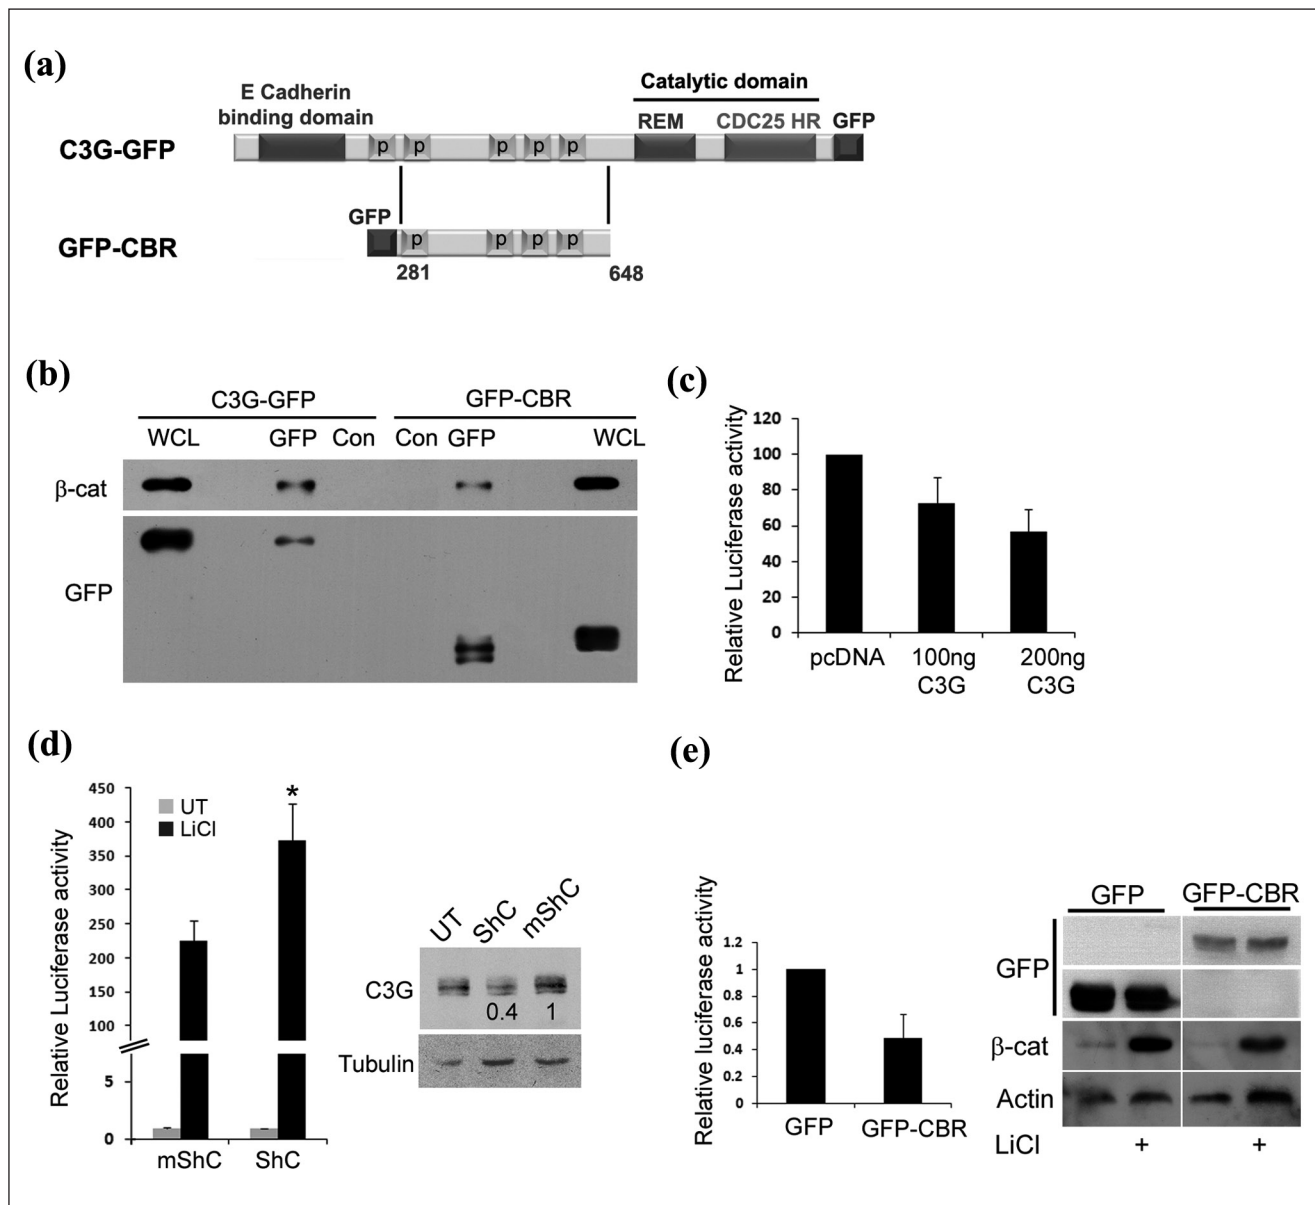 (a)
E Cadherin
binding domain
Catalytic domain
REM CDC25 HR GFP
C3G-GFP p p p p p
GFP
GFP-CBR p p p p
281 648
(b)
C3G-GFP GFP-CBR
WCL GFP Con Con GFP WCL
β-cat
GFP
(c)
Relative Luciferase activity
120
100
80
60
40
20
0
pcDNA 100ng 200ng
C3G C3G
(d)
Relative Luciferase activity
450
400
350
300
250
200
150
100
5
0
UT
LiCl
*
mShC ShC
UT ShC mShC
C3G
0.4 1
Tubulin
(e)
Relative luciferase activity
1.2
1
0.8
0.6
0.4
0.2
0
GFP GFP-CBR
GFP GFP-CBR
GFP
β-cat
Actin
LiCl + +